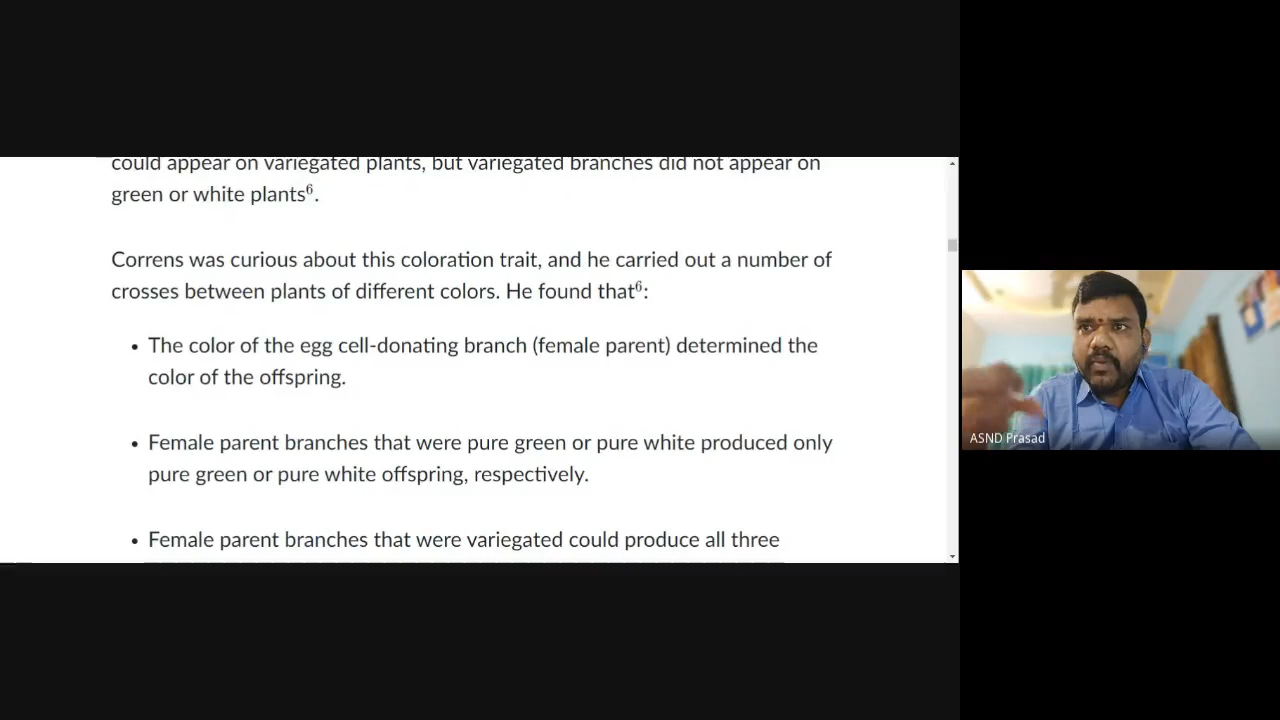 could appear on variegated plants, but variegated branches did not appear on
green or white plants⁶.
Correns was curious about this coloration trait, and he carried out a number of
crosses between plants of different colors. He found that⁶:
• The color of the egg cell-donating branch (female parent) determined the
color of the offspring.
• Female parent branches that were pure green or pure white produced only
pure green or pure white offspring, respectively.
• Female parent branches that were variegated could produce all three
ASND Prasad